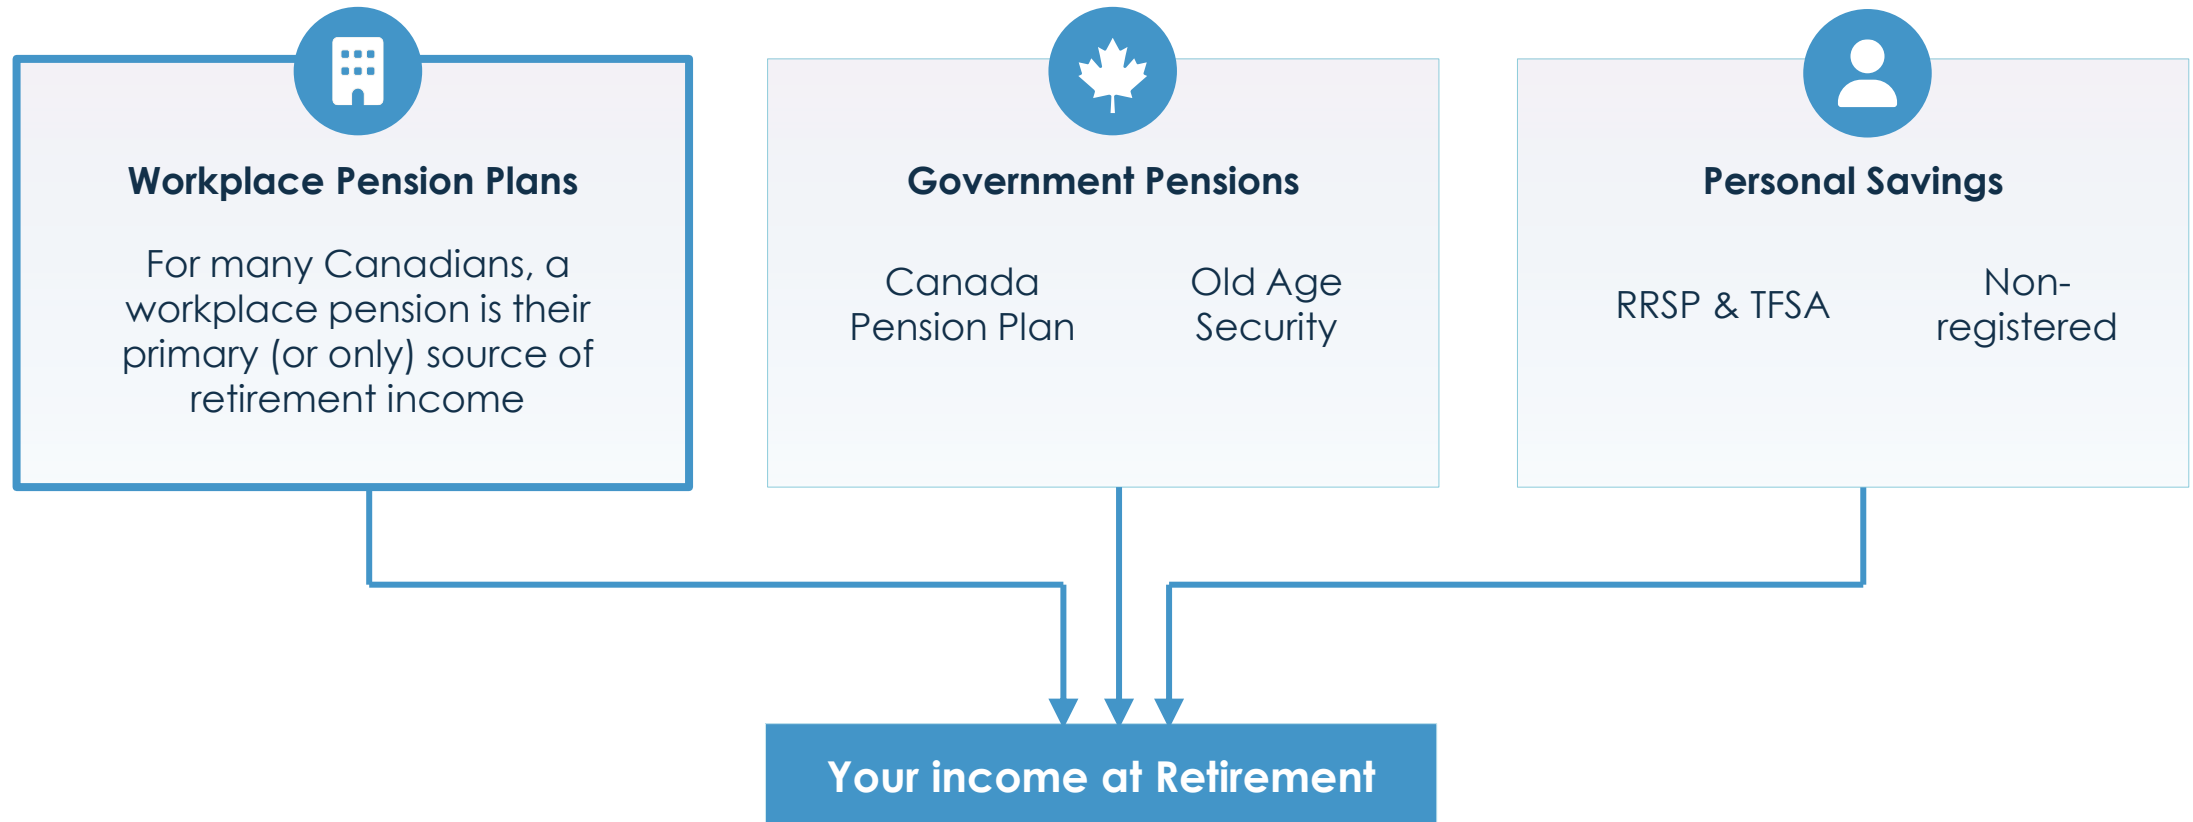 Workplace Pension Plans
For many Canadians, a
workplace pension is their
primary (or only) source of
retirement income
Government Pensions
Canada
Pension Plan
Old Age
Security
Personal Savings
RRSP & TFSA
Non-
registered
Your income at Retirement